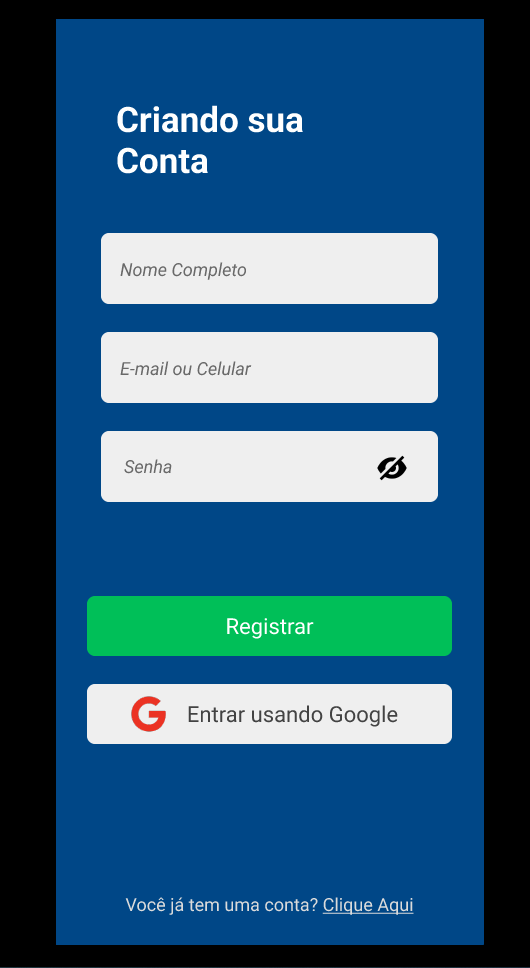 Criando sua
Conta
Nome Completo
E-mail ou Celular
Senha
Registrar
Entrar usando Google
Você já tem uma conta? Clique Aqui